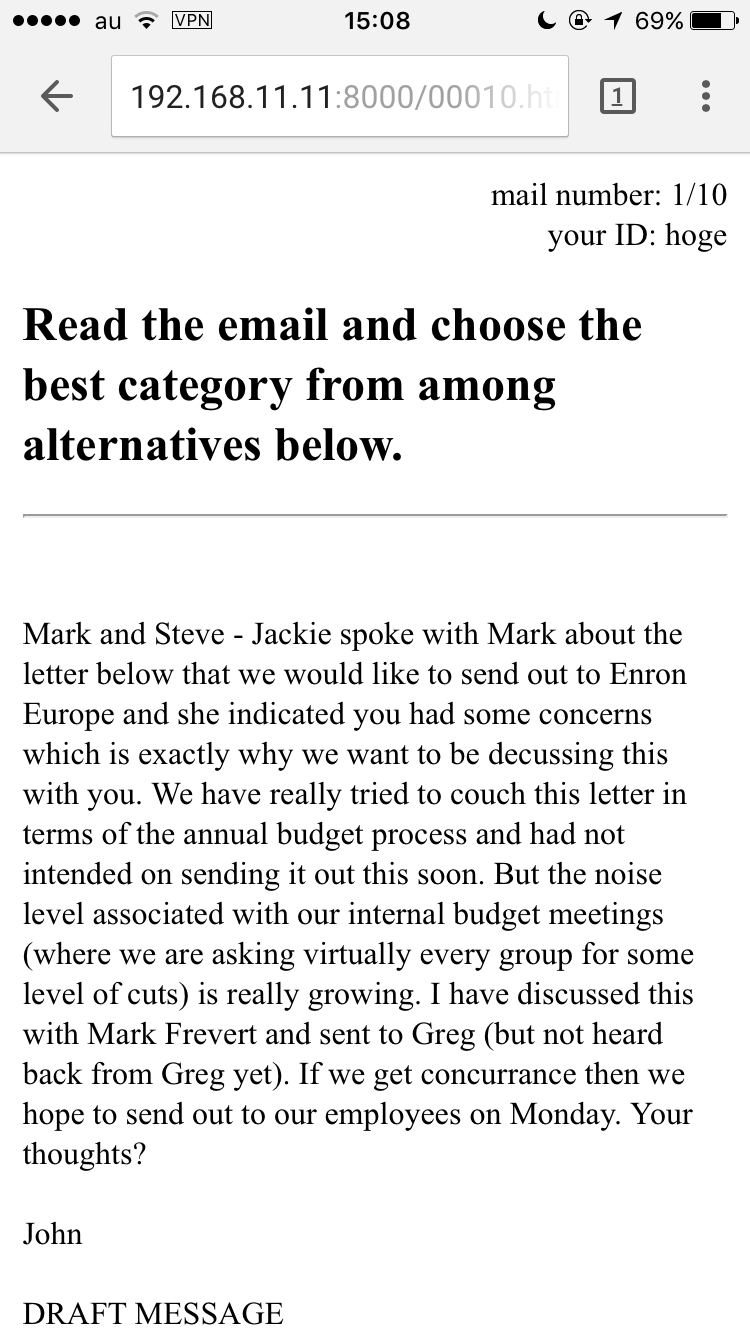 au VPN 15:08 69%
192.168.11.11:8000/00010.ht
1
mail number: 1/10
your ID: hoge
Read the email and choose the
best category from among
alternatives below.
Mark and Steve - Jackie spoke with Mark about the
letter below that we would like to send out to Enron
Europe and she indicated you had some concerns
which is exactly why we want to be decussing this
with you. We have really tried to couch this letter in
terms of the annual budget process and had not
intended on sending it out this soon. But the noise
level associated with our internal budget meetings
(where we are asking virtually every group for some
level of cuts) is really growing. I have discussed this
with Mark Frevert and sent to Greg (but not heard
back from Greg yet). If we get concurrance then we
hope to send out to our employees on Monday. Your
thoughts?
John
DRAFT MESSAGE